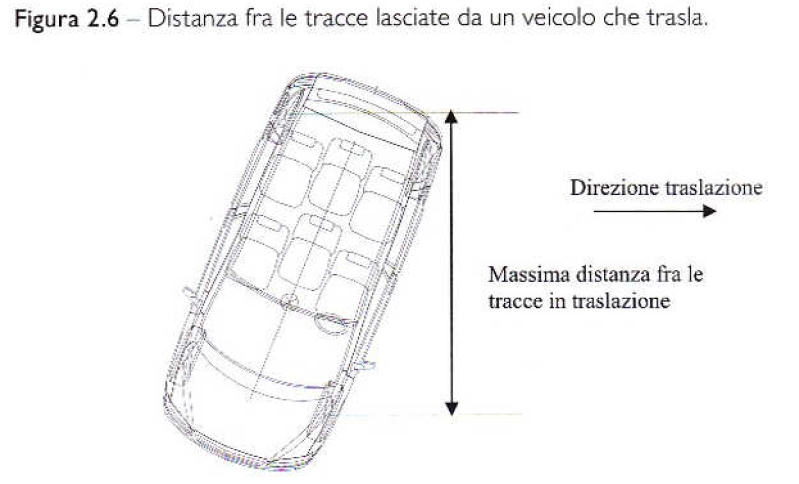 Figura 2.6 – Distanza fra le tracce lasciate da un veicolo che trasla.
Direzione traslazione
Massima distanza fra le
tracce in traslazione